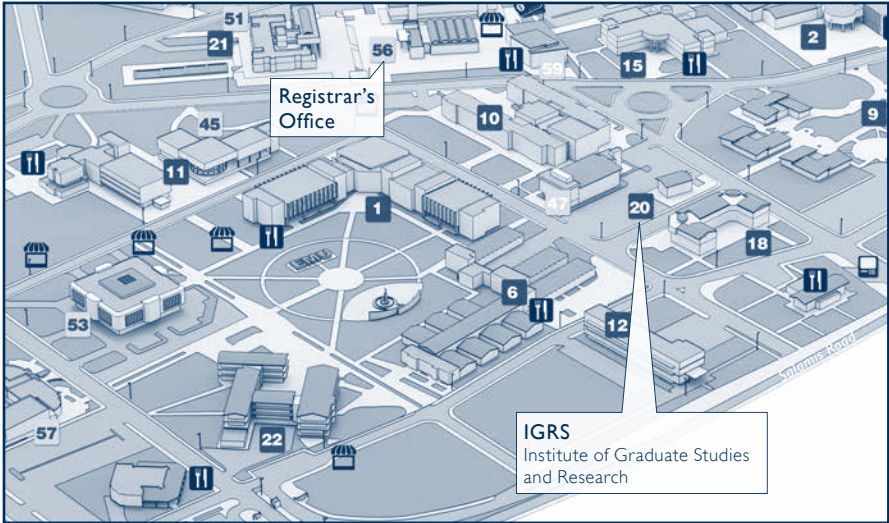 51
2
21
56
59
15
Registrar's
Office
10
9
45
11
1
47
20
18
EMU
6
53
12
Salamis Road
57
22
IGRS
Institute of Graduate Studies
and Research